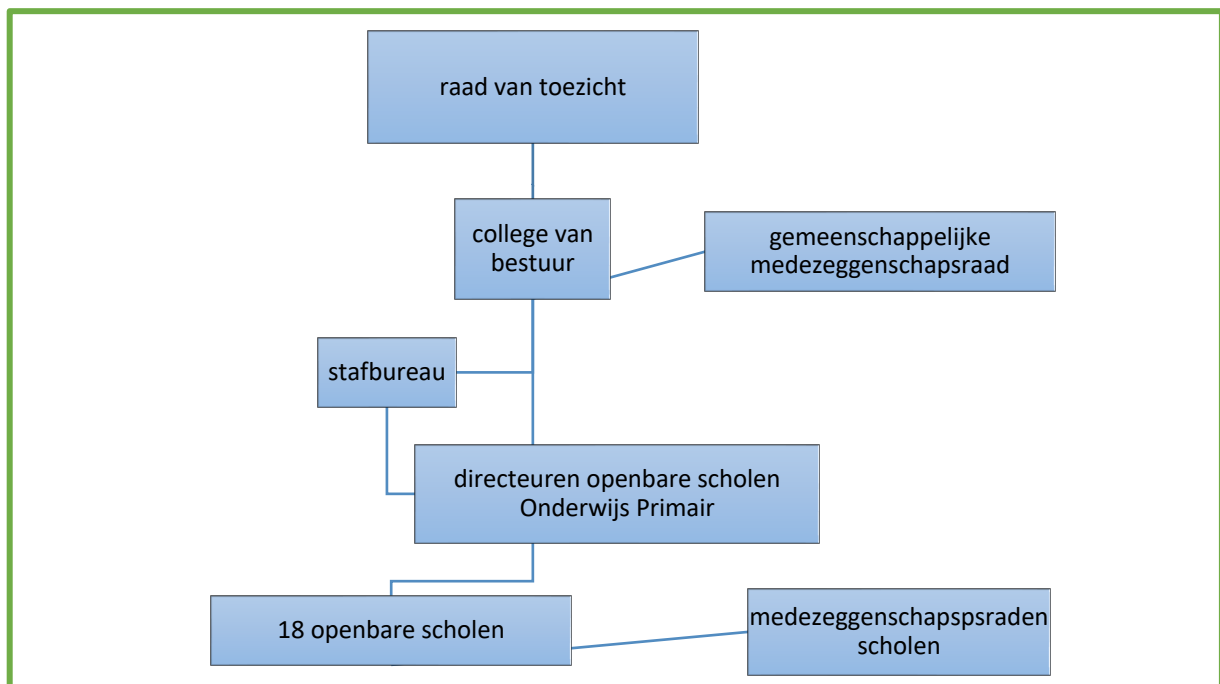 raad van toezicht
college van
bestuur
gemeenschappelijke
medezeggenschapsraad
stafbureau
directeuren openbare scholen
Onderwijs Primair
18 openbare scholen
medezeggenschapspsraden
scholen